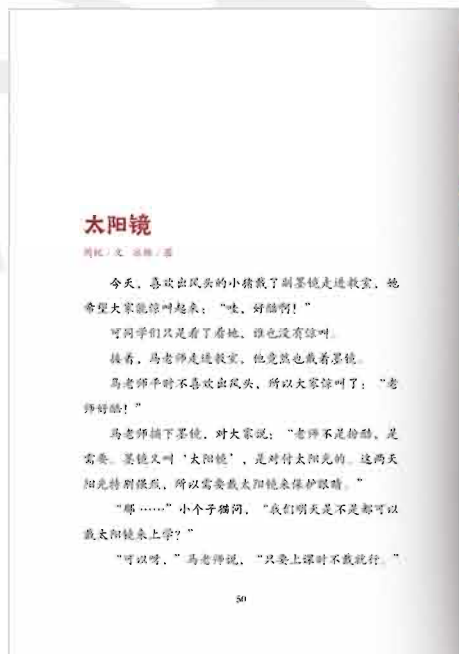 太阳镜
周锐/文 /图
今天,喜欢出风头的小猪戴了副墨镜走进教室,她
希望大家能惊叫起来:“哇,好酷啊!”
可同学们只是看了看她,谁也没有惊叫。
接着,马老师走进教室,他竟然也戴着墨镜。
马老师平时不喜欢出风头,所以大家惊叫了:“老
师好酷!”
马老师摘下墨镜,对大家说:“老师不是扮酷,是
需要。墨镜又叫‘太阳镜’,是对付太阳光的。这两天
阳光特别强烈,所以需要戴太阳镜来保护眼睛。”
“那……”小个子猫问,“我们明天是不是都可以
戴太阳镜来上学?”
“可以呀,”马老师说,“只要上课时不戴就行。”
50